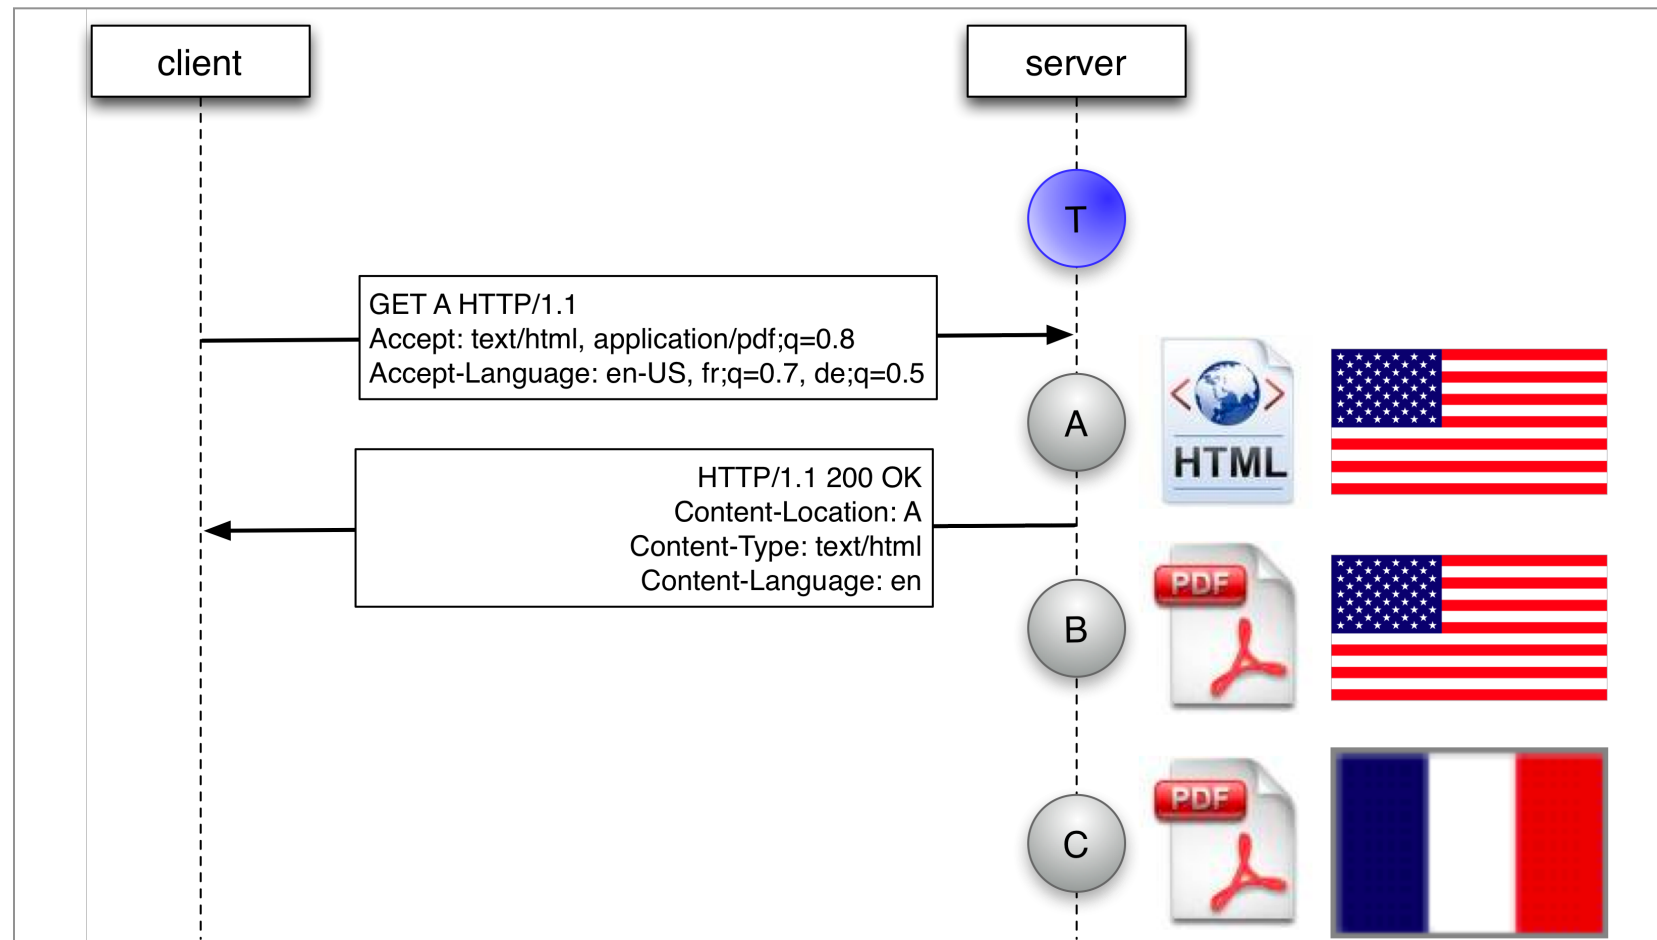 client
server
T
GET A HTTP/1.1
Accept: text/html, application/pdf;q=0.8
Accept-Language: en-US, fr;q=0.7, de;q=0.5
A
HTML
HTTP/1.1 200 OK
Content-Location: A
Content-Type: text/html
Content-Language: en
B
PDF
C
PDF